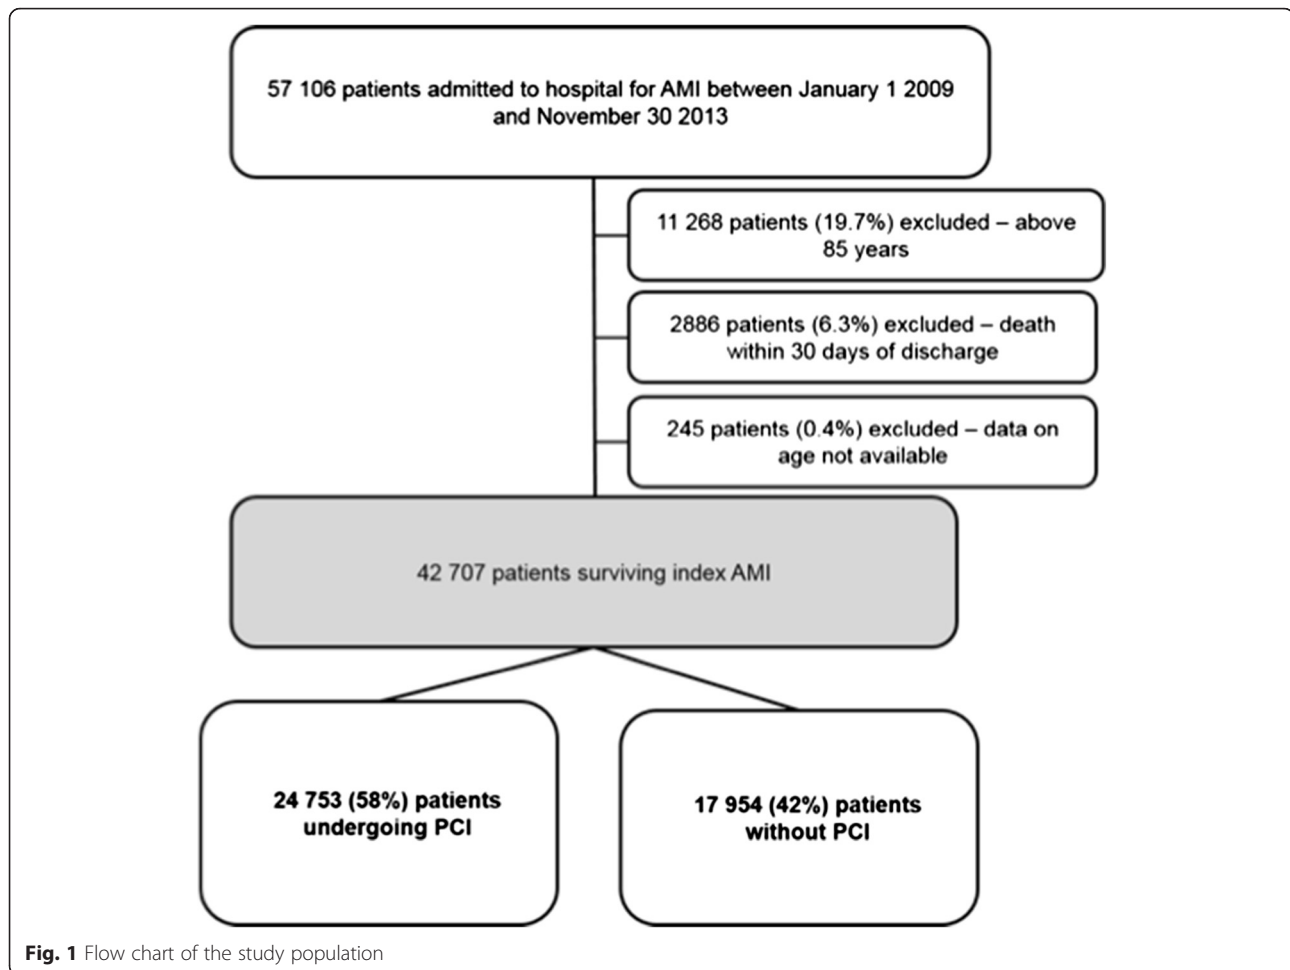 57 106 patients admitted to hospital for AMI between January 1 2009
and November 30 2013
11 268 patients (19.7%) excluded – above
85 years
2886 patients (6.3%) excluded – death
within 30 days of discharge
245 patients (0.4%) excluded – data on
age not available
42 707 patients surviving index AMI
24 753 (58%) patients
undergoing PCI
17 954 (42%) patients
without PCI
Fig. 1 Flow chart of the study population